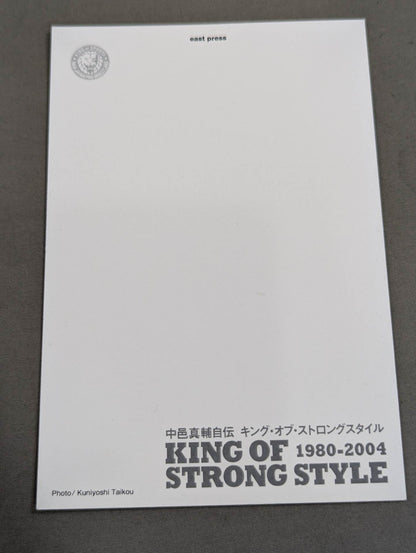 east press
中邑真輔自伝 キング・オブ・ストロングスタイル
KING OF 1980-2004
STRONG STYLE
Photo/ Kuniyoshi Taikou